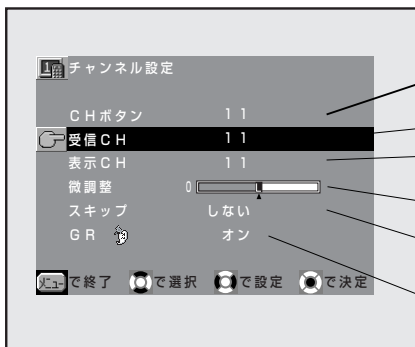 1 チャンネル設定
CHボタン 11
受信CH 11
表示CH 11
微調整 0
スキップ しない
GR オン
メニューで終了 で選択 で設定 で決定